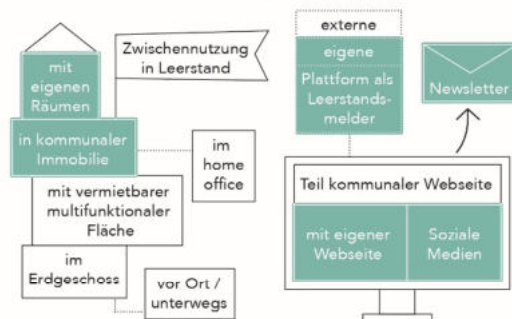 mit
eigenen
Räumen
Zwischennutzung
in Leerstand
in kommunaler
Immobilie
im
home
office
mit vermietbarer
multifunktionaler
Fläche
im
Erdgeschoss
vor Ort /
unterwegs
externe
eigene
Plattform als
Leerstands-
melder
Newsletter
Teil kommunaler Webseite
mit eigener
Webseite
Soziale
Medien